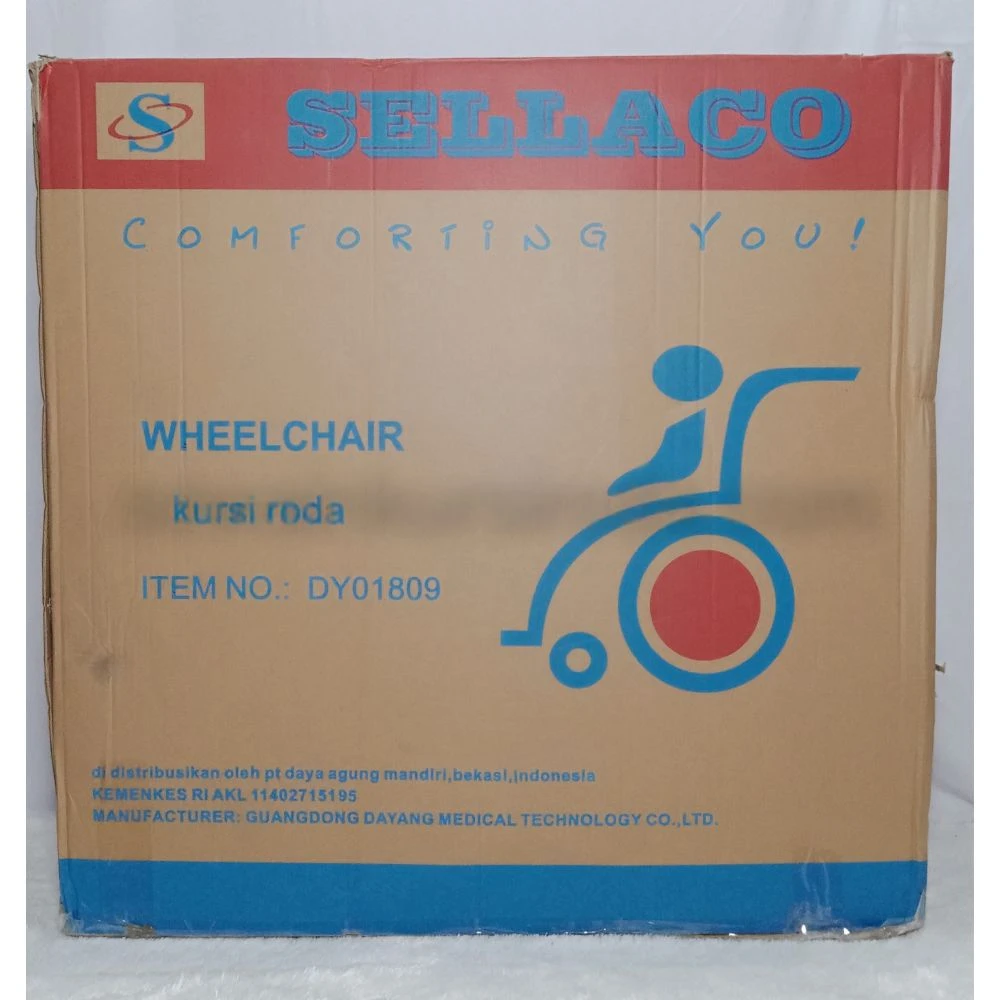 S
SELLACO
COMFORTING YOU!
WHEELCHAIR
kursi roda
ITEM NO.: DY01809
di distribusikan oleh pt daya agung mandiri,bekasi,indonesia
KEMENKES RI AKL 11402715195
MANUFACTURER: GUANGDONG DAYANG MEDICAL TECHNOLOGY CO.,LTD.